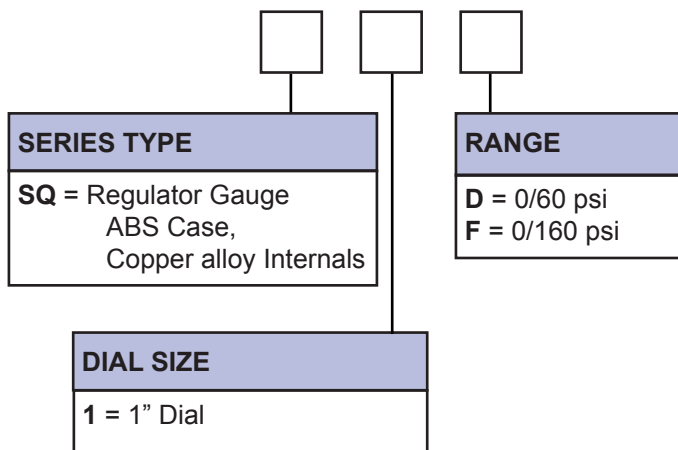 SERIES TYPE
SQ = Regulator Gauge
ABS Case,
Copper alloy Internals
RANGE
D = 0/60 psi
F = 0/160 psi
DIAL SIZE
1 = 1” Dial